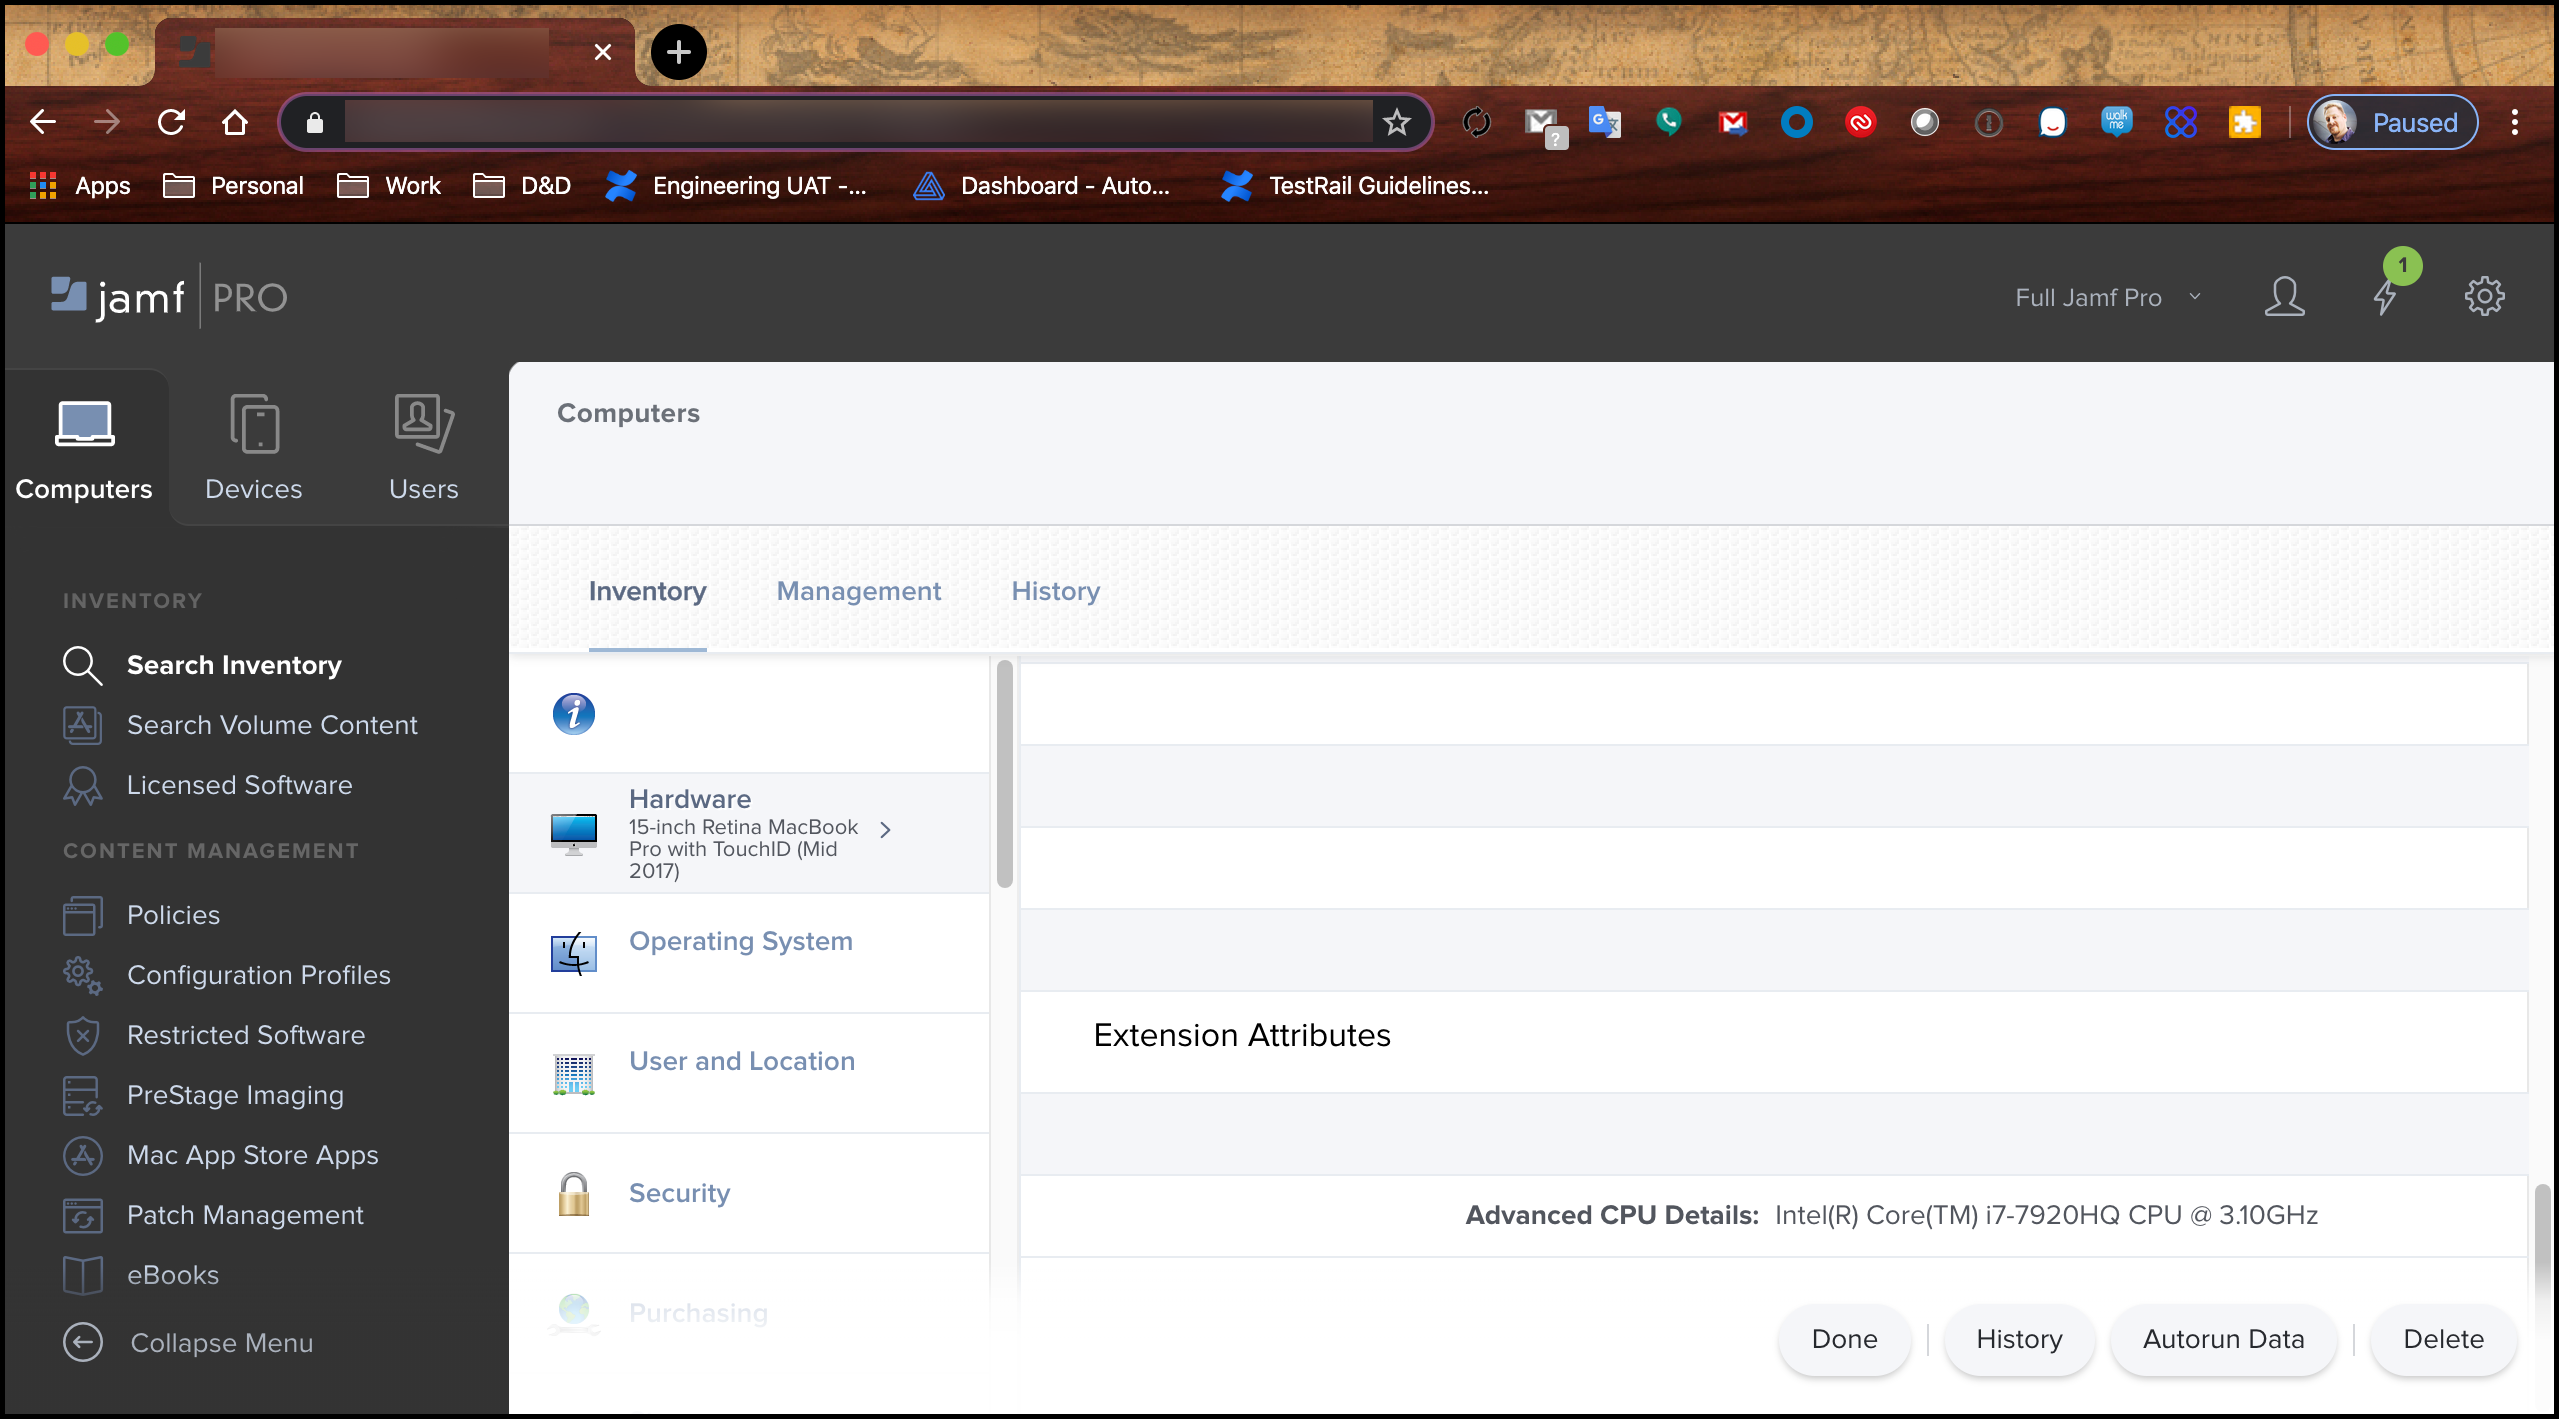 Paused
Apps
Personal
Work
D&D
Engineering UAT -...
Dashboard - Auto...
TestRail Guidelines...
jamf PRO
Full Jamf Pro
1
Computers
Devices
Users
Computers
Inventory
Management
History
INVENTORY
Search Inventory
Search Volume Content
Licensed Software
CONTENT MANAGEMENT
Policies
Configuration Profiles
Restricted Software
PreStage Imaging
Mac App Store Apps
Patch Management
eBooks
Collapse Menu
Hardware
15-inch Retina MacBook
Pro with TouchID (Mid
2017)
Operating System
User and Location
Security
Purchasing
Extension Attributes
Advanced CPU Details: Intel(R) Core(TM) i7-7920HQ CPU @ 3.10GHz
Done
History
Autorun Data
Delete